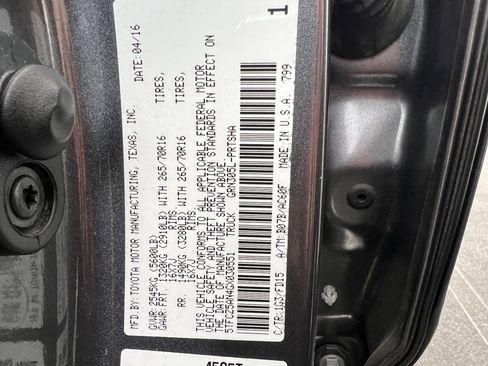 MFD. BY: TOYOTA MOTOR MANUFACTURING, TEXAS, INC. DATE: 04/16
GVWR: 2545KG (5600LB)
GAWR: FRT. 1320KG (2910LB) WITH 265/70R16 TIRES,
16X7J RIMS
RR. 1490KG (3280LB) WITH 265/70R16 TIRES,
16X7J RIMS
THIS VEHICLE CONFORMS TO ALL APPLICABLE FEDERAL MOTOR
VEHICLE SAFETY AND THEFT PREVENTION STANDARDS IN EFFECT ON
THE DATE OF MANUFACTURE SHOWN ABOVE.
5TFCZ5AN4GX030551 TRUCK GRN305L-PRTSMA
C/TR: 1G3/FD15 A/TM: B07B/AC60F MADE IN U.S.A. 799
1